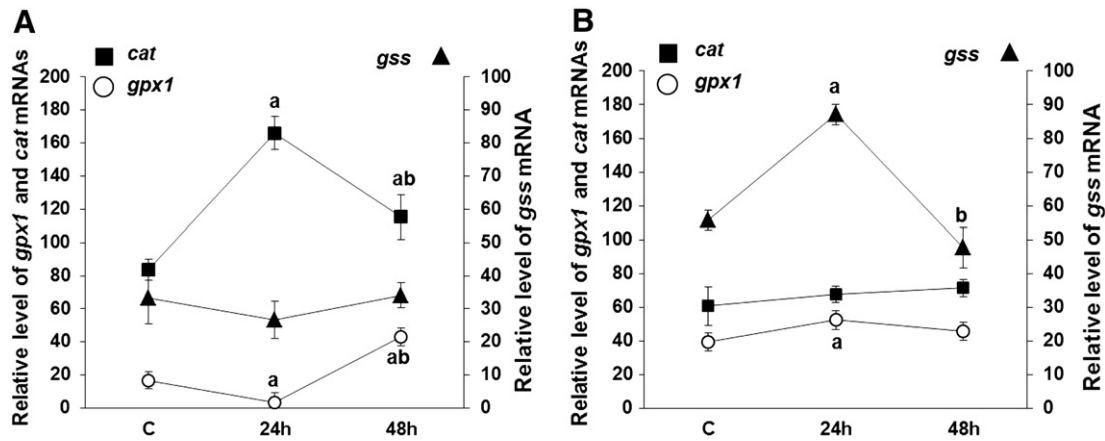 A
cat
gpx1
gss
Relative level of gpx1 and cat mRNAs
200
180
160
140
120
100
80
60
40
20
0
a
ab
a
ab
100
90
80
70
60
50
40
30
20
10
0
Relative level of gss mRNA
C 24h 48h
B
cat
gpx1
gss
Relative level of gpx1 and cat mRNAs
200
180
160
140
120
100
80
60
40
20
0
a
b
a
100
90
80
70
60
50
40
30
20
10
0
Relative level of gss mRNA
C 24h 48h